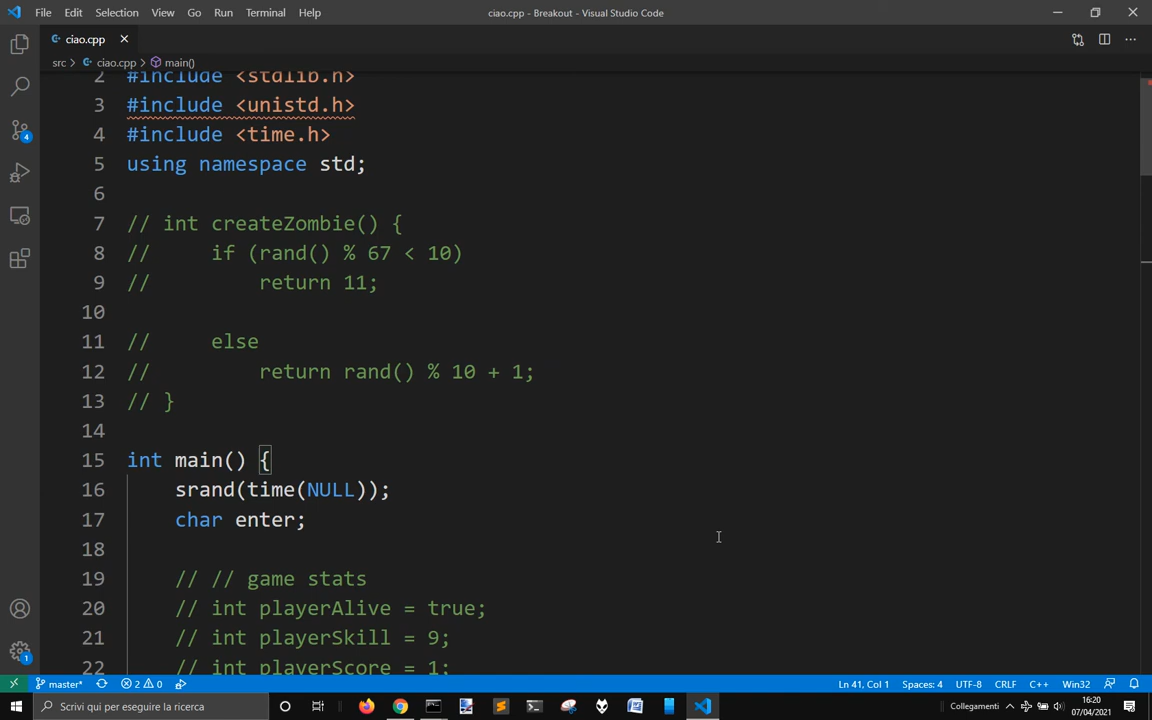 File Edit Selection View Go Run Terminal Help
ciao.cpp - Breakout - Visual Studio Code
ciao.cpp
src > ciao.cpp > main()
2 #include <stdlib.h>
3 #include <unistd.h>
4 #include <time.h>
5 using namespace std;
6
7 // int createZombie() {
8 // if (rand() % 67 < 10)
9 // return 11;
10
11 // else
12 // return rand() % 10 + 1;
13 // }
14
15 int main() {
16 srand(time(NULL));
17 char enter;
18
19 // // game stats
20 // int playerAlive = true;
21 // int playerSkill = 9;
22 // int playerScore = 1;
4
1
master* 2 0 Ln 41, Col 1 Spaces: 4 UTF-8 CRLF C++ Win32
Scrivi qui per eseguire la ricerca
Collegamenti
16:20
07/04/2021